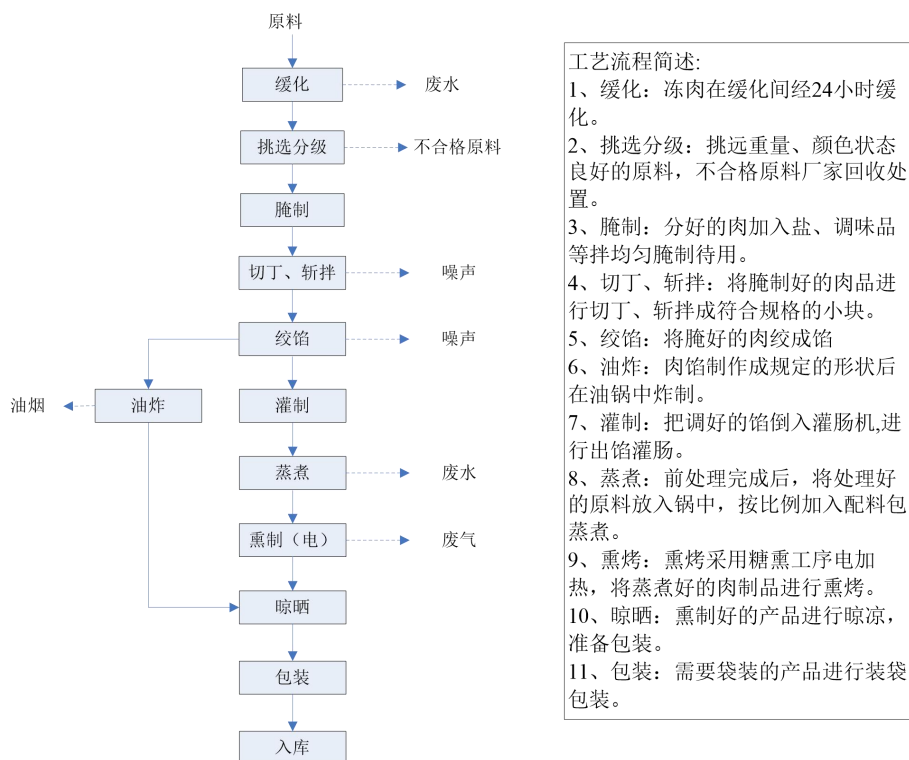 原料
缓化
废水
挑选分级
不合格原料
腌制
切丁、斩拌
噪声
绞馅
噪声
油烟
油炸
灌制
蒸煮
废水
熏制（电）
废气
晾晒
包装
入库
工艺流程简述:
1、缓化：冻肉在缓化间经24小时缓
化。
2、挑选分级：挑远重量、颜色状态
良好的原料，不合格原料厂家回收处
置。
3、腌制：分好的肉加入盐、调味品
等拌均匀腌制待用。
4、切丁、斩拌：将腌制好的肉品进
行切丁、斩拌成符合规格的小块。
5、绞馅：将腌好的肉绞成馅
6、油炸：肉馅制作成规定的形状后
在油锅中炸制。
7、灌制：把调好的馅倒入灌肠机,进
行出馅灌肠。
8、蒸煮：前处理完成后，将处理好
的原料放入锅中，按比例加入配料包
蒸煮。
9、熏烤：熏烤采用糖熏工序电加
热，将蒸煮好的肉制品进行熏烤。
10、晾晒：熏制好的产品进行晾凉，
准备包装。
11、包装：需要袋装的产品进行装袋
包装。